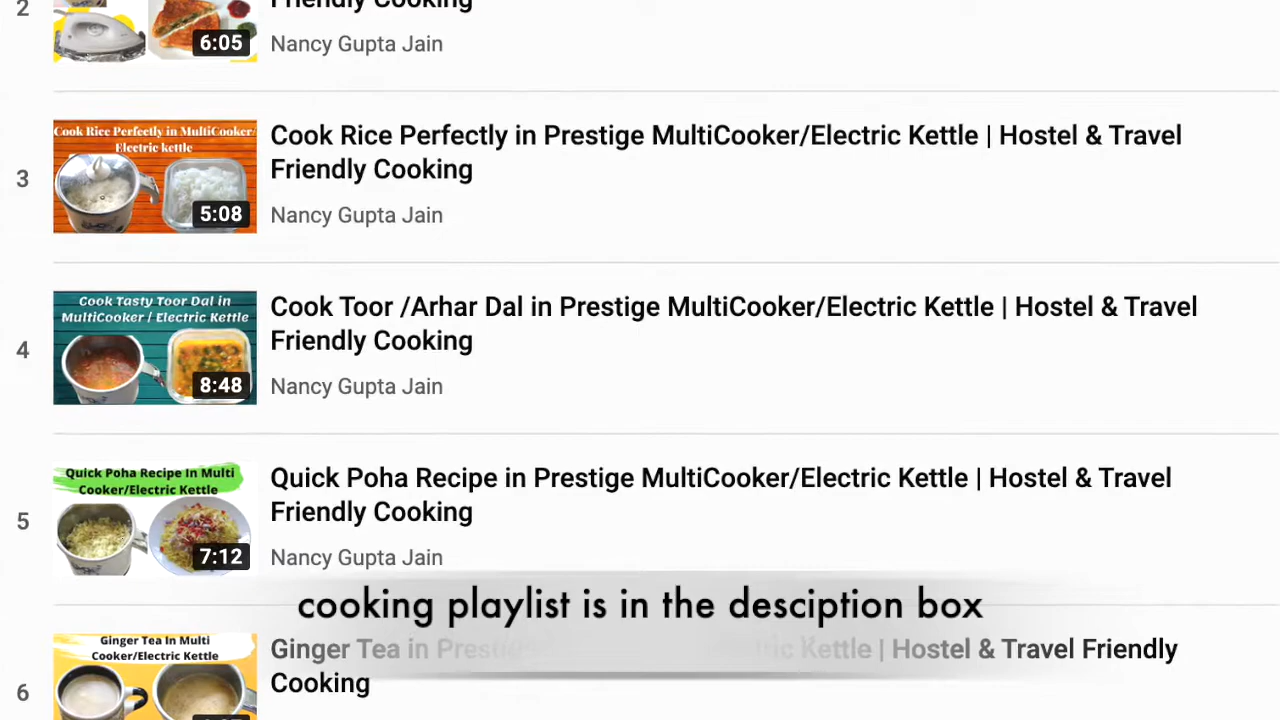 2
Friendly Cooking
6:05
Nancy Gupta Jain
3
Cook Rice Perfectly in MultiCooker/
Electric kettle
5:08
Cook Rice Perfectly in Prestige MultiCooker/Electric Kettle | Hostel & Travel
Friendly Cooking
Nancy Gupta Jain
4
Cook Tasty Toor Dal in
MultiCooker / Electric Kettle
8:48
Cook Toor /Arhar Dal in Prestige MultiCooker/Electric Kettle | Hostel & Travel
Friendly Cooking
Nancy Gupta Jain
5
Quick Poha Recipe In Multi
Cooker/Electric Kettle
7:12
Quick Poha Recipe in Prestige MultiCooker/Electric Kettle | Hostel & Travel
Friendly Cooking
Nancy Gupta Jain
cooking playlist is in the desciption box
6
Ginger Tea In Multi
Cooker/Electric Kettle
Ginger Tea in Kettle | Hostel & Travel Friendly
Cooking